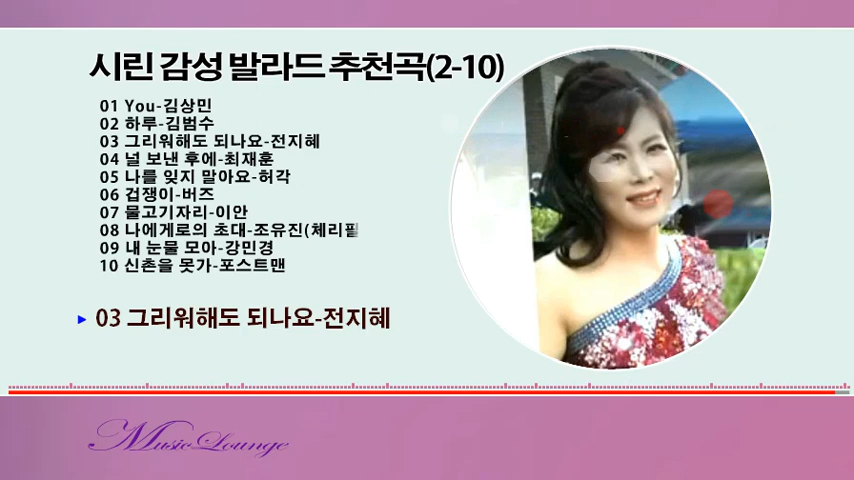 시린 감성 발라드 추천곡(2-10)
01 You-김상민
02 하루-김범수
03 그리워해도 되나요-전지혜
04 널 보낸 후에-최재훈
05 나를 잊지 말아요-허각
06 겁쟁이-버즈
07 물고기자리-이안
08 나에게로의 초대-조유진(체리필
09 내 눈물 모아-강민경
10 신촌을 못가-포스트맨
03 그리워해도 되나요-전지혜
Music Lounge